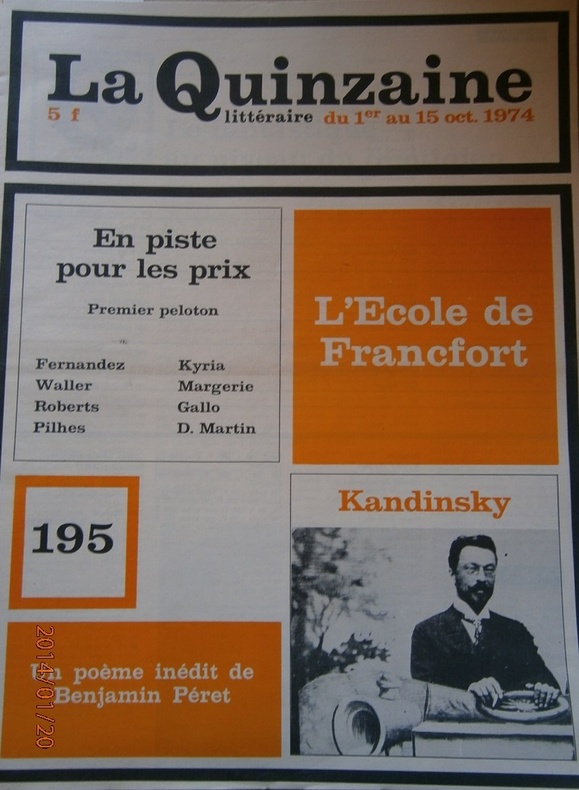 La Quinzaine
5 f littéraire du 1er au 15 oct. 1974
En piste
pour les prix
Premier peloton
Fernandez Kyria
Waller Margerie
Roberts Gallo
Pilhes D. Martin
L'Ecole de
Francfort
195
Kandinsky
Un poème inédit de
Benjamin Péret
2014/01/20